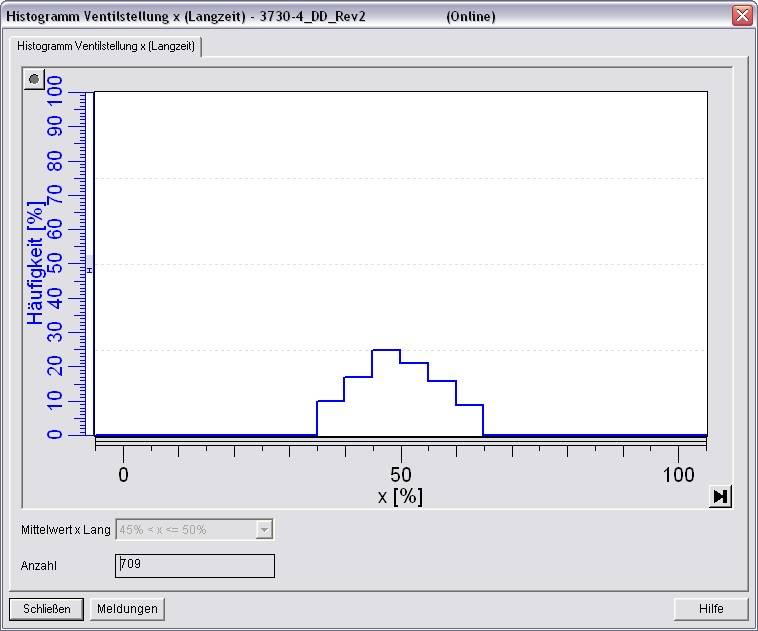 Histogramm Ventilstellung x (Langzeit) - 3730-4_DD_Rev2 (Online)
Histogramm Ventilstellung x (Langzeit)
Häufigkeit [%]
100
90
80
70
60
50
40
30
20
10
0
0 50 100
x [%]
Mittelwert x Lang 45% < x <= 50%
Anzahl 709
Schließen Meldungen Hilfe